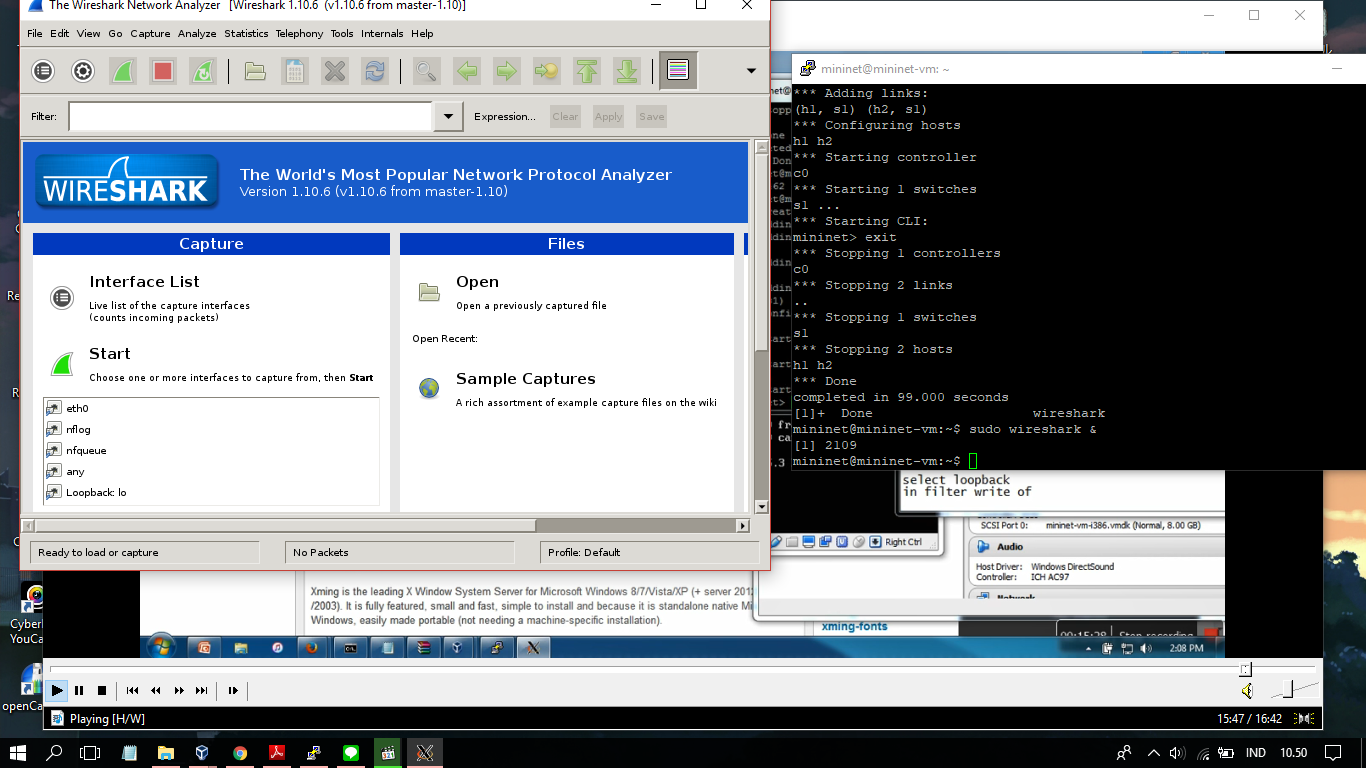 The Wireshark Network Analyzer [Wireshark 1.10.6 (v1.10.6 from master-1.10)]
File Edit View Go Capture Analyze Statistics Telephony Tools Internals Help
Filter: Expression... Clear Apply Save
WIRESHARK
The World's Most Popular Network Protocol Analyzer
Version 1.10.6 (v1.10.6 from master-1.10)
Capture
Interface List
Live list of the capture interfaces
(counts incoming packets)
Start
Choose one or more interfaces to capture from, then Start
eth0
nflog
nfqueue
any
Loopback: lo
Files
Open
Open a previously captured file
Open Recent:
Sample Captures
A rich assortment of example capture files on the wiki
Ready to load or capture
No Packets
Profile: Default
mininet@mininet-vm: ~
*** Adding links:
(h1, s1) (h2, s1)
*** Configuring hosts
h1 h2
*** Starting controller
c0
*** Starting 1 switches
s1 ...
*** Starting CLI:
mininet> exit
*** Stopping 1 controllers
c0
*** Stopping 2 links
..
*** Stopping 1 switches
s1
*** Stopping 2 hosts
h1 h2
*** Done
completed in 99.000 seconds
[1]+  Done                    wireshark
mininet@mininet-vm:~$ sudo wireshark &
[1] 2109
mininet@mininet-vm:~$
select loopback
in filter write of
SCSI Port 0: mininet-vm-i386.vmdk (Normal, 8.00 GB)
Audio
Host Driver: Windows DirectSound
Controller: ICH AC97
Network
Right Ctrl
Xming is the leading X Window System Server for Microsoft Windows 8/7/Vista/XP (+ server 2012
/2003). It is fully featured, small and fast, simple to install and because it is standalone native Mi
Windows, easily made portable (not needing a machine-specific installation).
xming-fonts
00:15:28 Stop recording
2:08 PM
Cyberl
YouCa
openCa
Playing [H/W]
15:47 / 16:42
IND
10.50